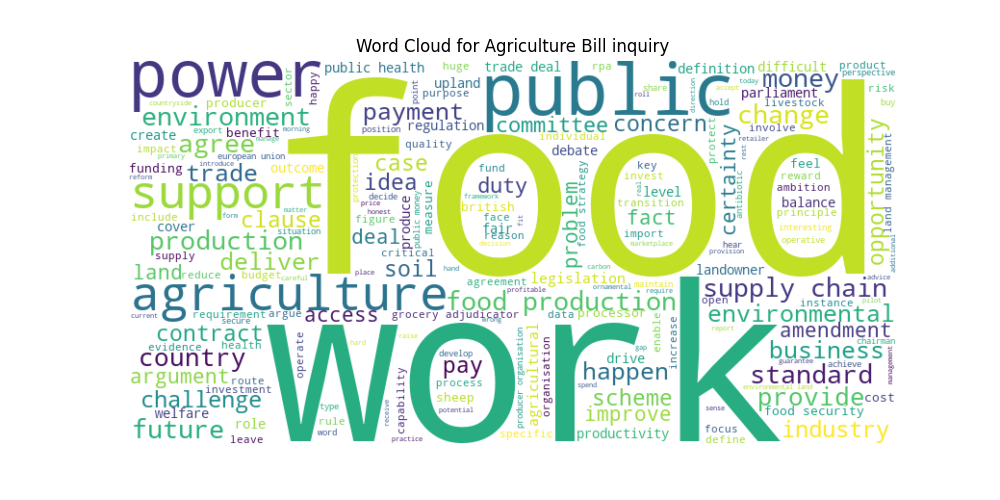 Word Cloud for Agriculture Bill inquiry
power
public health
huge
trade deal
rpa
definition
difficult
product
perspective
sector
happy
food
public
upland
purpose
point
share
direction
money
risk
countryside
producer
payment
parliament
buy
environment
export
morning
position
regulation
committee
individual
concern
hold
livestock
change
create
benefit
manage
agree
quality
debate
protect
involve
opportunity
impact
european union
case
fund
key
feel
retailer
rest
today
accept
roll
funding
primary
introduce
trade
outcome
protection
idea
duty
invest
level
reward
ambition
antibiotic
certainty
reform
form
matter
decide
price
honest
framework
british
real
transition
balance
land management
support
include
clause
figure
produce
public money
measure
face
fair
reason
fit
problem
food strategy
fact
principle
interesting
cover
situation
deal
critical
decision
import
marketplace
hear
provision
operative
production
supply
deliver
soil
carbon
landowner
additional
land
reduce
budget
careful
place
hand
agreement
legislation
maintain
advice
agriculture
profitable
ornamental
require
open
supply chain
current
secure
food production
instance
pilot
requirement
argue
access
grocery adjudicator
data
processor
environmental
contract
wrong
enable
increase
report
amendment
chairman
evidence
health
operate
hard
raise
work
producer organisation
agricultural
organisation
gap
business
country
develop
pay
drive
guarantee
achieve
management
argument
route
investment
capability
process
happen
spend
environmental land
standard
challenge
sheep
scheme
provide
cost
welfare
type
receive
potential
improve
sense
food security
future
role
rule
word
practice
specific
productivity
focus
define
industry
leave